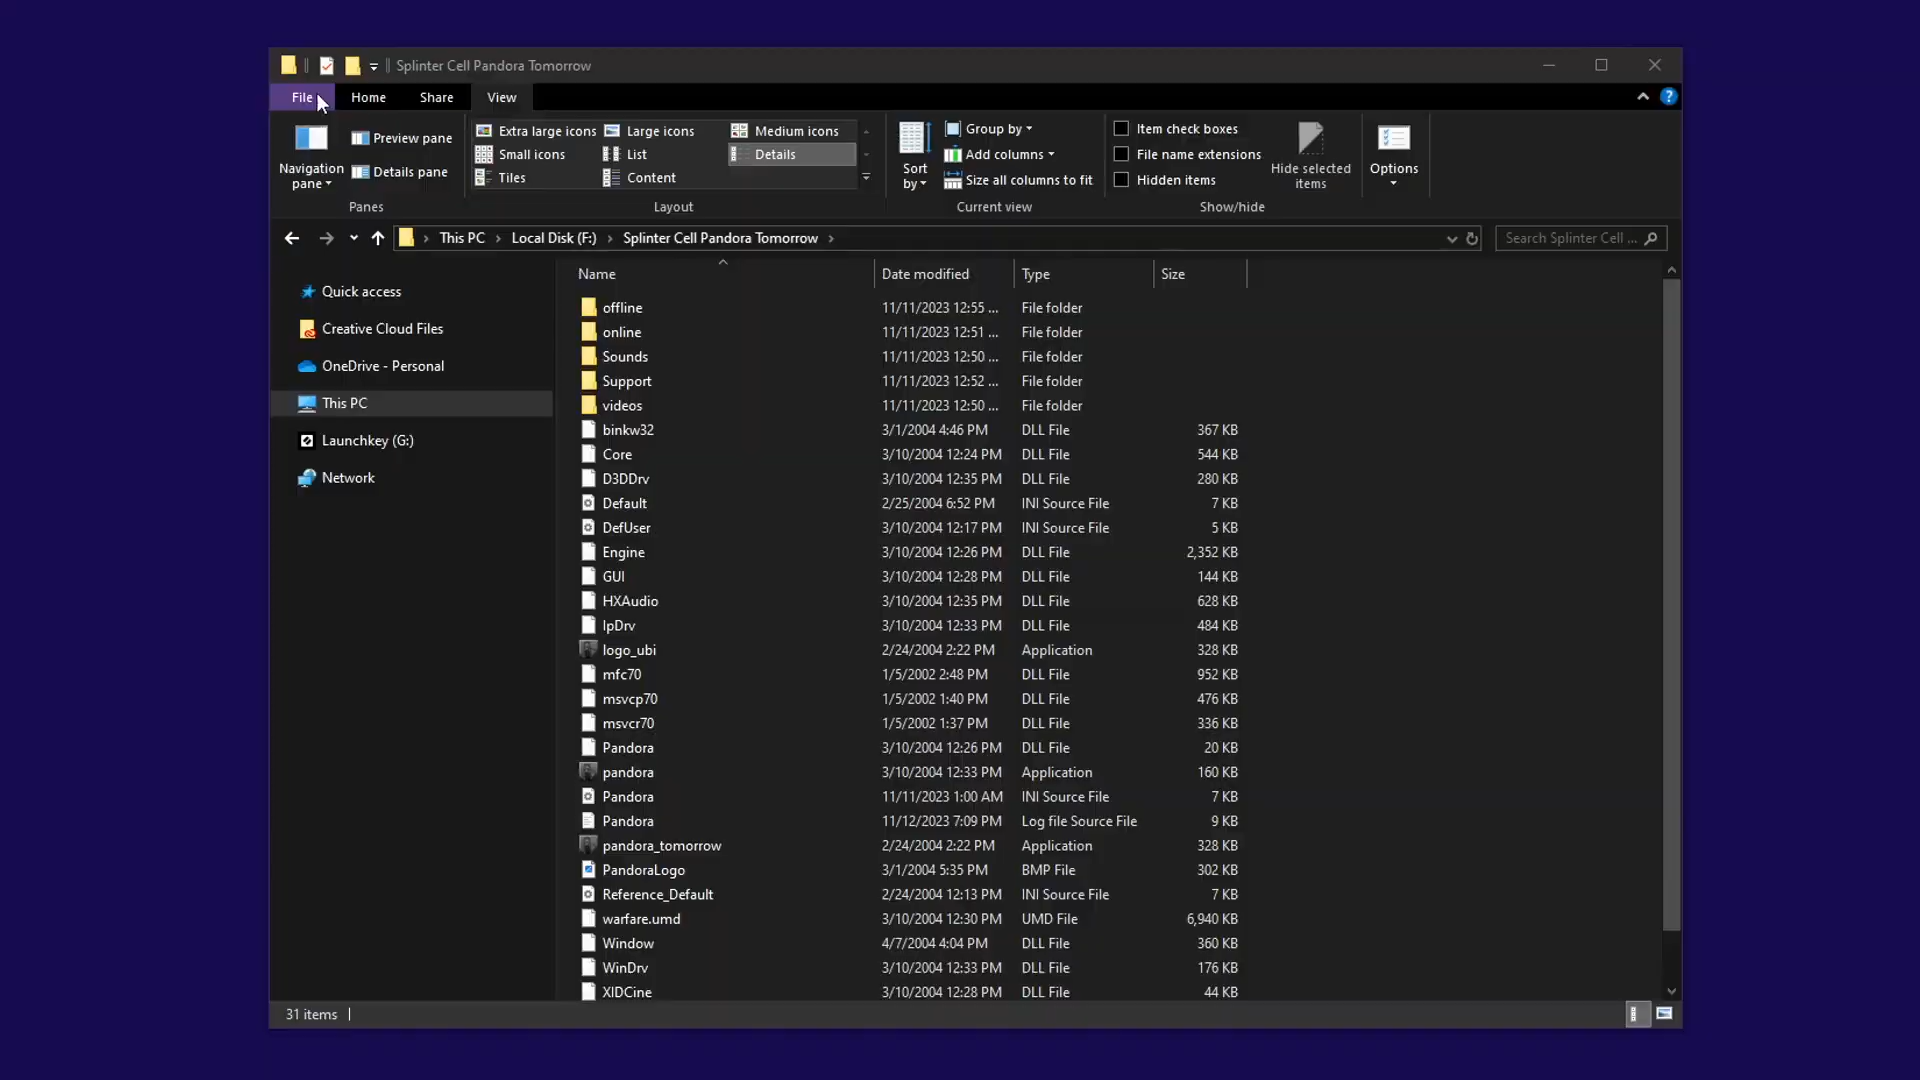 Splinter Cell Pandora Tomorrow
File Home Share View
Navigation pane
Preview pane
Details pane
Panes
Extra large icons Large icons Medium icons
Small icons List Details
Tiles Content
Layout
Sort by
Group by
Add columns
Size all columns to fit
Current view
Item check boxes
File name extensions
Hidden items
Hide selected items
Show/hide
Options
This PC Local Disk (F:) Splinter Cell Pandora Tomorrow
Search Splinter Cell ...
Quick access
Creative Cloud Files
OneDrive - Personal
This PC
Launchkey (G:)
Network
Name Date modified Type Size
offline 11/11/2023 12:55 ... File folder
online 11/11/2023 12:51 ... File folder
Sounds 11/11/2023 12:50 ... File folder
Support 11/11/2023 12:52 ... File folder
videos 11/11/2023 12:50 ... File folder
binkw32 3/1/2004 4:46 PM DLL File 367 KB
Core 3/10/2004 12:24 PM DLL File 544 KB
D3DDrv 3/10/2004 12:35 PM DLL File 280 KB
Default 2/25/2004 6:52 PM INI Source File 7 KB
DefUser 3/10/2004 12:17 PM INI Source File 5 KB
Engine 3/10/2004 12:26 PM DLL File 2,352 KB
GUI 3/10/2004 12:28 PM DLL File 144 KB
HXAudio 3/10/2004 12:35 PM DLL File 628 KB
IpDrv 3/10/2004 12:33 PM DLL File 484 KB
logo_ubi 2/24/2004 2:22 PM Application 328 KB
mfc70 1/5/2002 2:48 PM DLL File 952 KB
msvcp70 1/5/2002 1:40 PM DLL File 476 KB
msvcr70 1/5/2002 1:37 PM DLL File 336 KB
Pandora 3/10/2004 12:26 PM DLL File 20 KB
pandora 3/10/2004 12:33 PM Application 160 KB
Pandora 11/11/2023 1:00 AM INI Source File 7 KB
Pandora 11/12/2023 7:09 PM Log file Source File 9 KB
pandora_tomorrow 2/24/2004 2:22 PM Application 328 KB
PandoraLogo 3/1/2004 5:35 PM BMP File 302 KB
Reference_Default 2/24/2004 12:13 PM INI Source File 7 KB
warfare.umd 3/10/2004 12:30 PM UMD File 6,940 KB
Window 4/7/2004 4:04 PM DLL File 360 KB
WinDrv 3/10/2004 12:33 PM DLL File 176 KB
XIDCine 3/10/2004 12:28 PM DLL File 44 KB
31 items